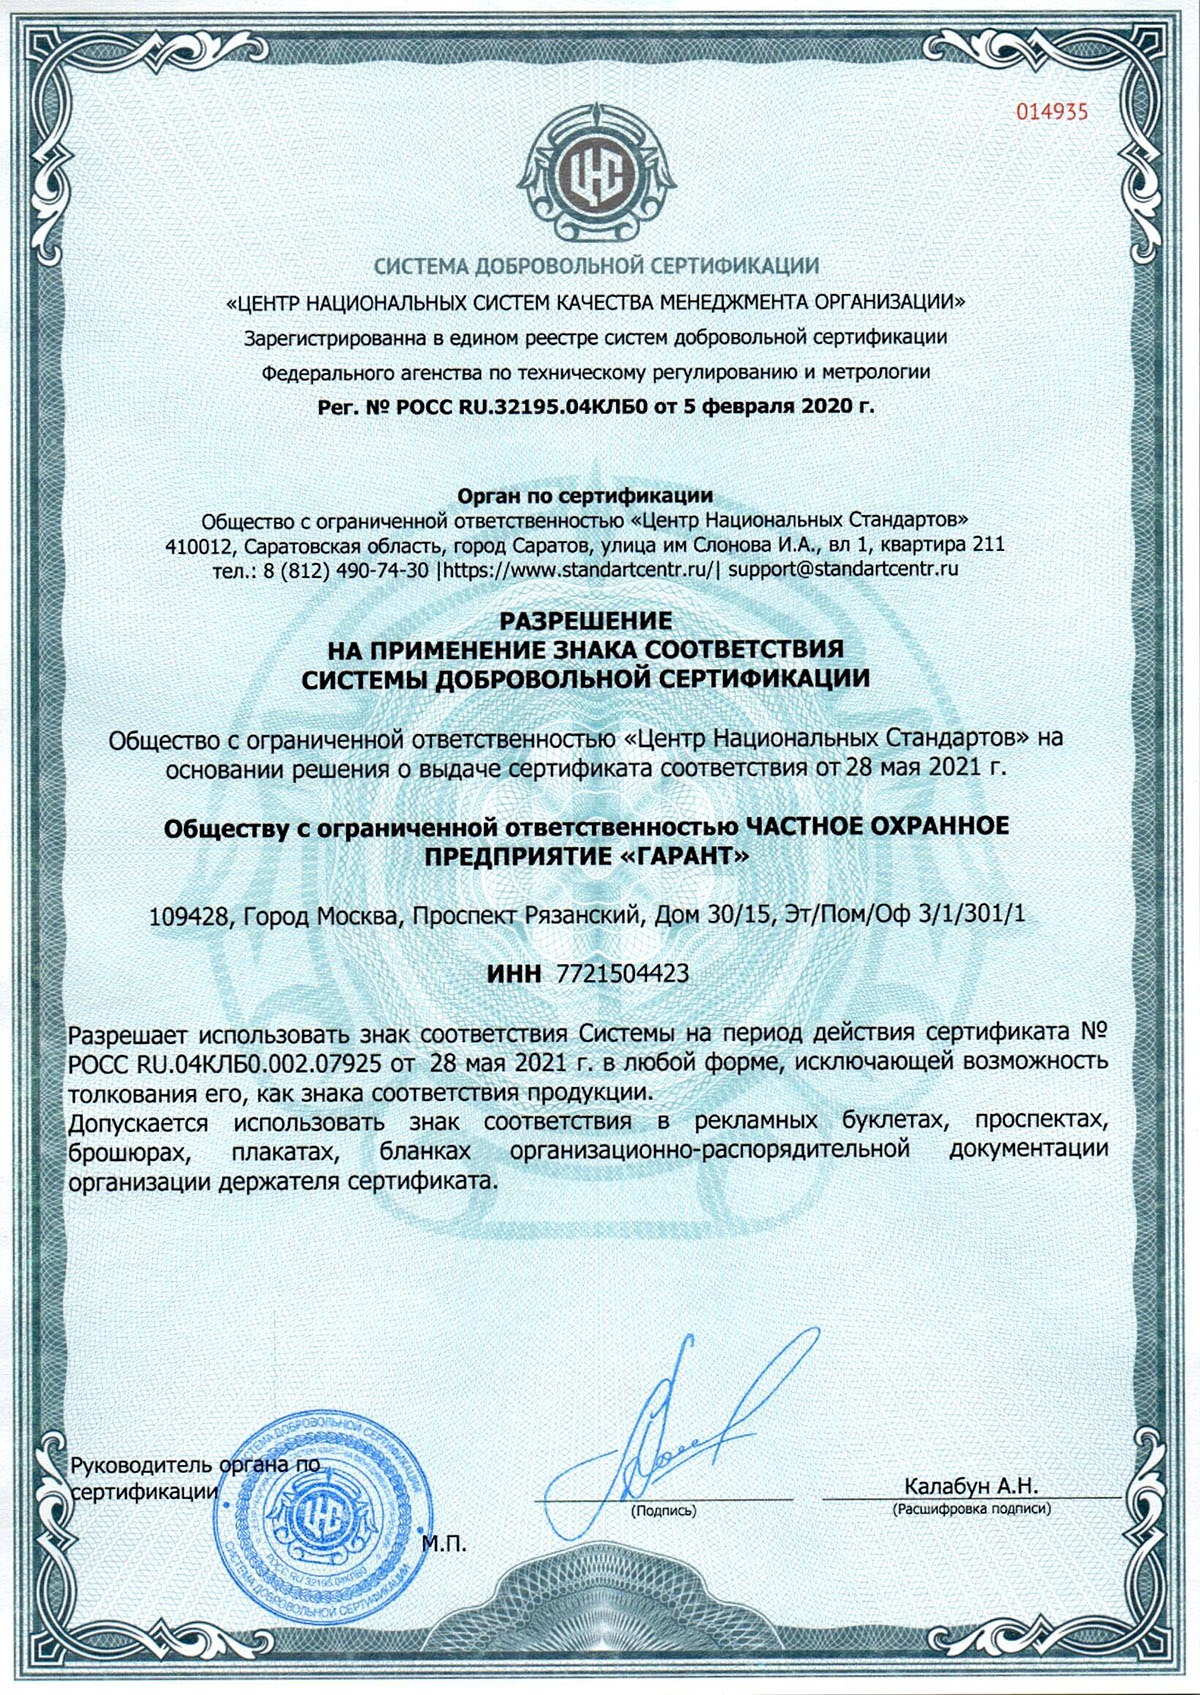 014935
ЦНС
СИСТЕМА ДОБРОВОЛЬНОЙ СЕРТИФИКАЦИИ
«ЦЕНТР НАЦИОНАЛЬНЫХ СИСТЕМ КАЧЕСТВА МЕНЕДЖМЕНТА ОРГАНИЗАЦИИ»
Зарегистрированна в едином реестре систем добровольной сертификации
Федерального агенства по техническому регулированию и метрологии
Рег. № РОСС RU.32195.04КЛБ0 от 5 февраля 2020 г.
Орган по сертификации
Общество с ограниченной ответственностью «Центр Национальных Стандартов»
410012, Саратовская область, город Саратов, улица им Слонова И.А., вл 1, квартира 211
тел.: 8 (812) 490-74-30 |https://www.standartcentr.ru/| support@standartcentr.ru
РАЗРЕШЕНИЕ
НА ПРИМЕНЕНИЕ ЗНАКА СООТВЕТСТВИЯ
СИСТЕМЫ ДОБРОВОЛЬНОЙ СЕРТИФИКАЦИИ
Общество с ограниченной ответственностью «Центр Национальных Стандартов» на
основании решения о выдаче сертификата соответствия от 28 мая 2021 г.
Обществу с ограниченной ответственностью ЧАСТНОЕ ОХРАННОЕ
ПРЕДПРИЯТИЕ «ГАРАНТ»
109428, Город Москва, Проспект Рязанский, Дом 30/15, Эт/Пом/Оф 3/1/301/1
ИНН 7721504423
Разрешает использовать знак соответствия Системы на период действия сертификата №
РОСС RU.04КЛБ0.002.07925 от 28 мая 2021 г. в любой форме, исключающей возможность
толкования его, как знака соответствия продукции.
Допускается использовать знак соответствия в рекламных буклетах, проспектах,
брошюрах, плакатах, бланках организационно-распорядительной документации
организации держателя сертификата.
Руководитель органа по
сертификации
СИСТЕМА ДОБРОВОЛЬНОЙ СЕРТИФИКАЦИИ
ЦНС
РОСС RU 32195.04КЛБ0
СИСТЕМА ДОБРОВОЛЬНОЙ СЕРТИФИКАЦИИ
М.П.
(Подпись)
Калабун А.Н.
(Расшифровка подписи)